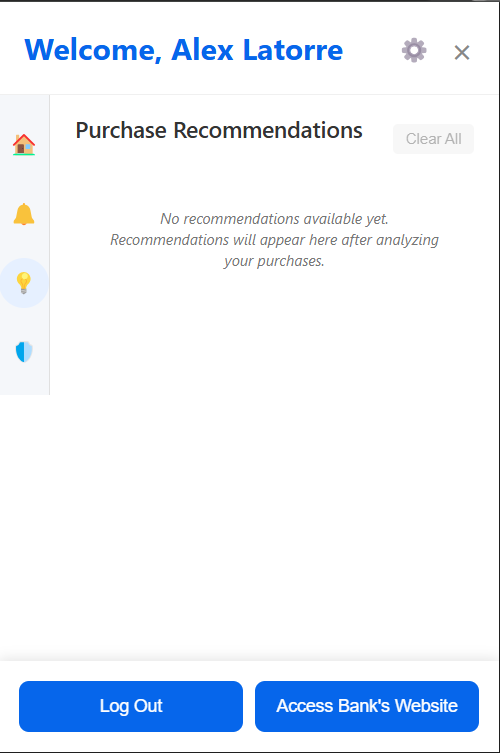 Welcome, Alex Latorre
Purchase Recommendations
Clear All
No recommendations available yet.
Recommendations will appear here after analyzing
your purchases.
Log Out
Access Bank's Website